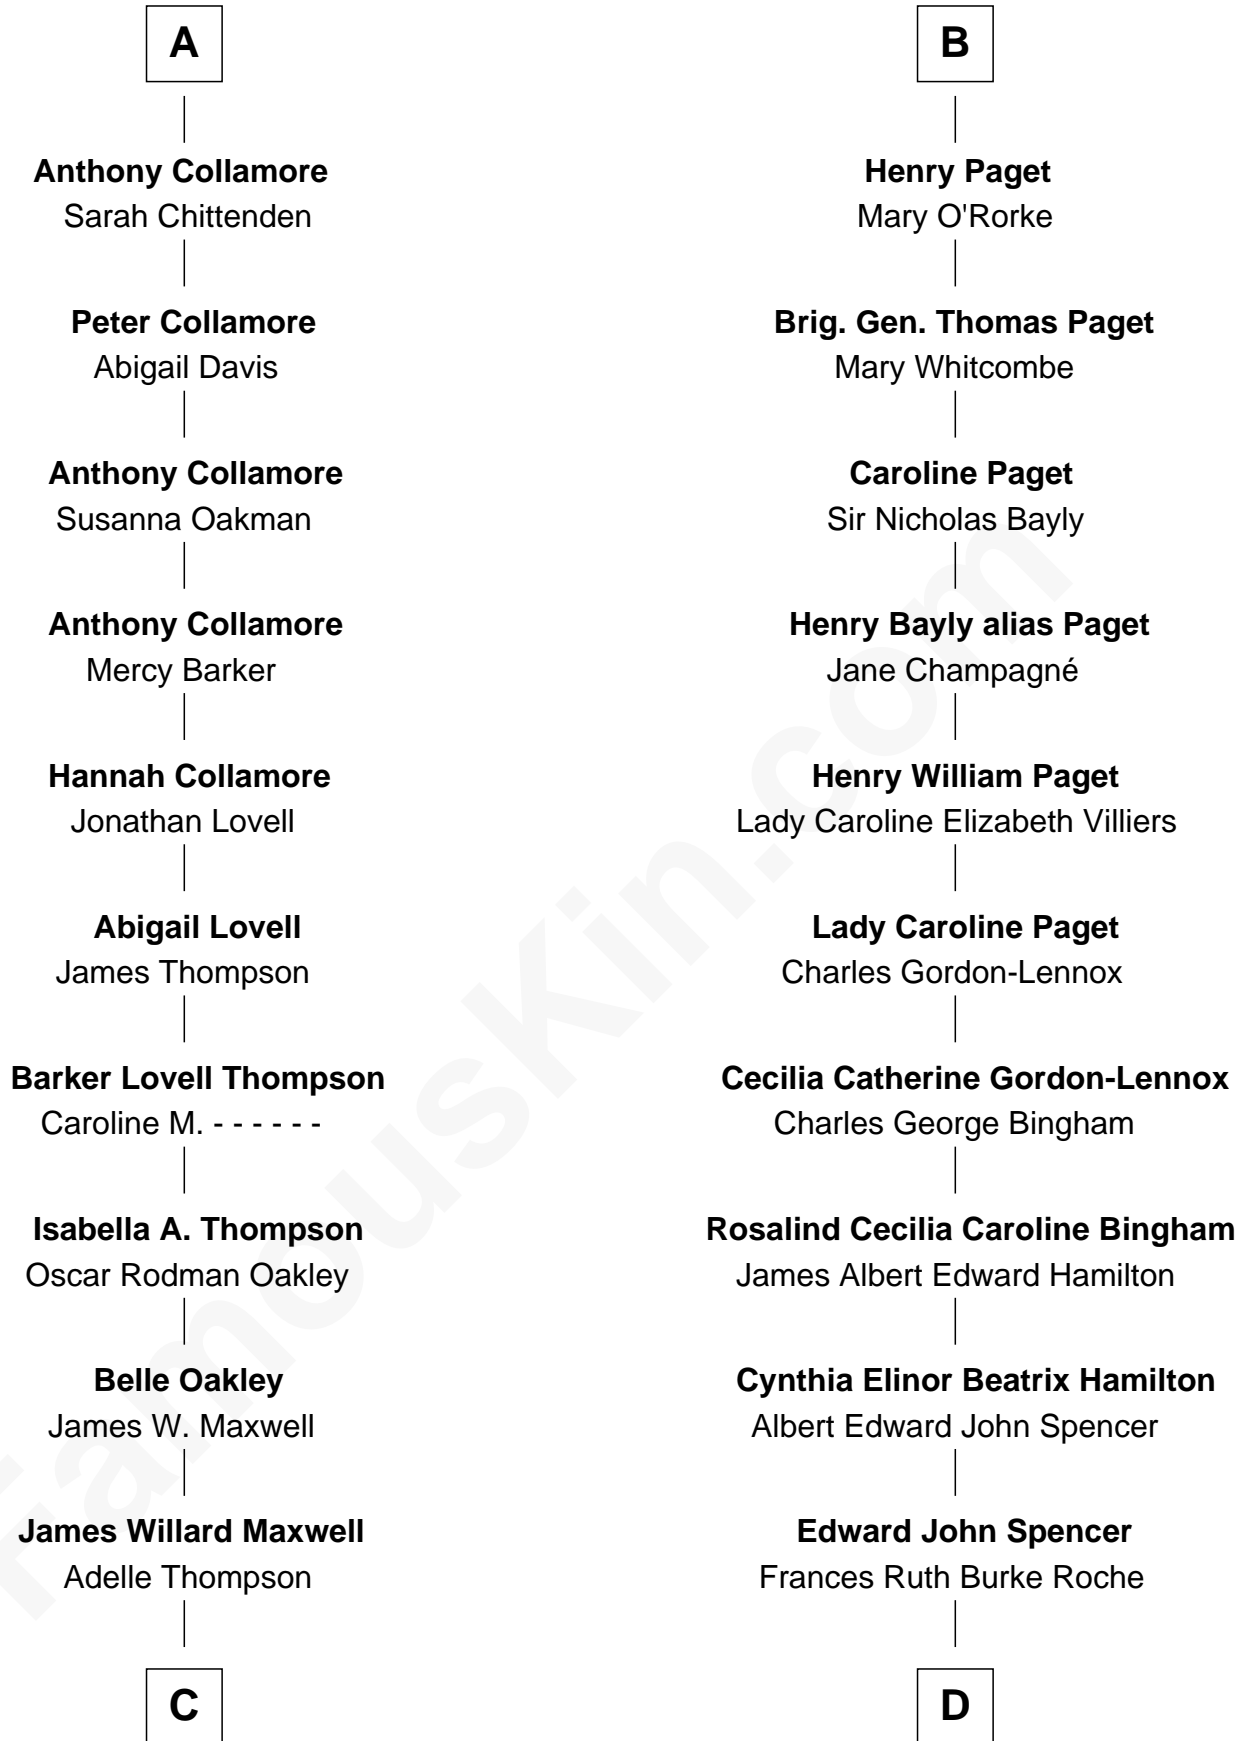 A
Anthony Collamore
Sarah Chittenden
Peter Collamore
Abigail Davis
Anthony Collamore
Susanna Oakman
Anthony Collamore
Mercy Barker
Hannah Collamore
Jonathan Lovell
Abigail Lovell
James Thompson
Barker Lovell Thompson
Caroline M. - - - - - -
Isabella A. Thompson
Oscar Rodman Oakley
Belle Oakley
James W. Maxwell
James Willard Maxwell
Adelle Thompson
C
B
Henry Paget
Mary O'Rorke
Brig. Gen. Thomas Paget
Mary Whitcombe
Caroline Paget
Sir Nicholas Bayly
Henry Bayly alias Paget
Jane Champagné
Henry William Paget
Lady Caroline Elizabeth Villiers
Lady Caroline Paget
Charles Gordon-Lennox
Cecilia Catherine Gordon-Lennox
Charles George Bingham
Rosalind Cecilia Caroline Bingham
James Albert Edward Hamilton
Cynthia Elinor Beatrix Hamilton
Albert Edward John Spencer
Edward John Spencer
Frances Ruth Burke Roche
D
FamousKin.com